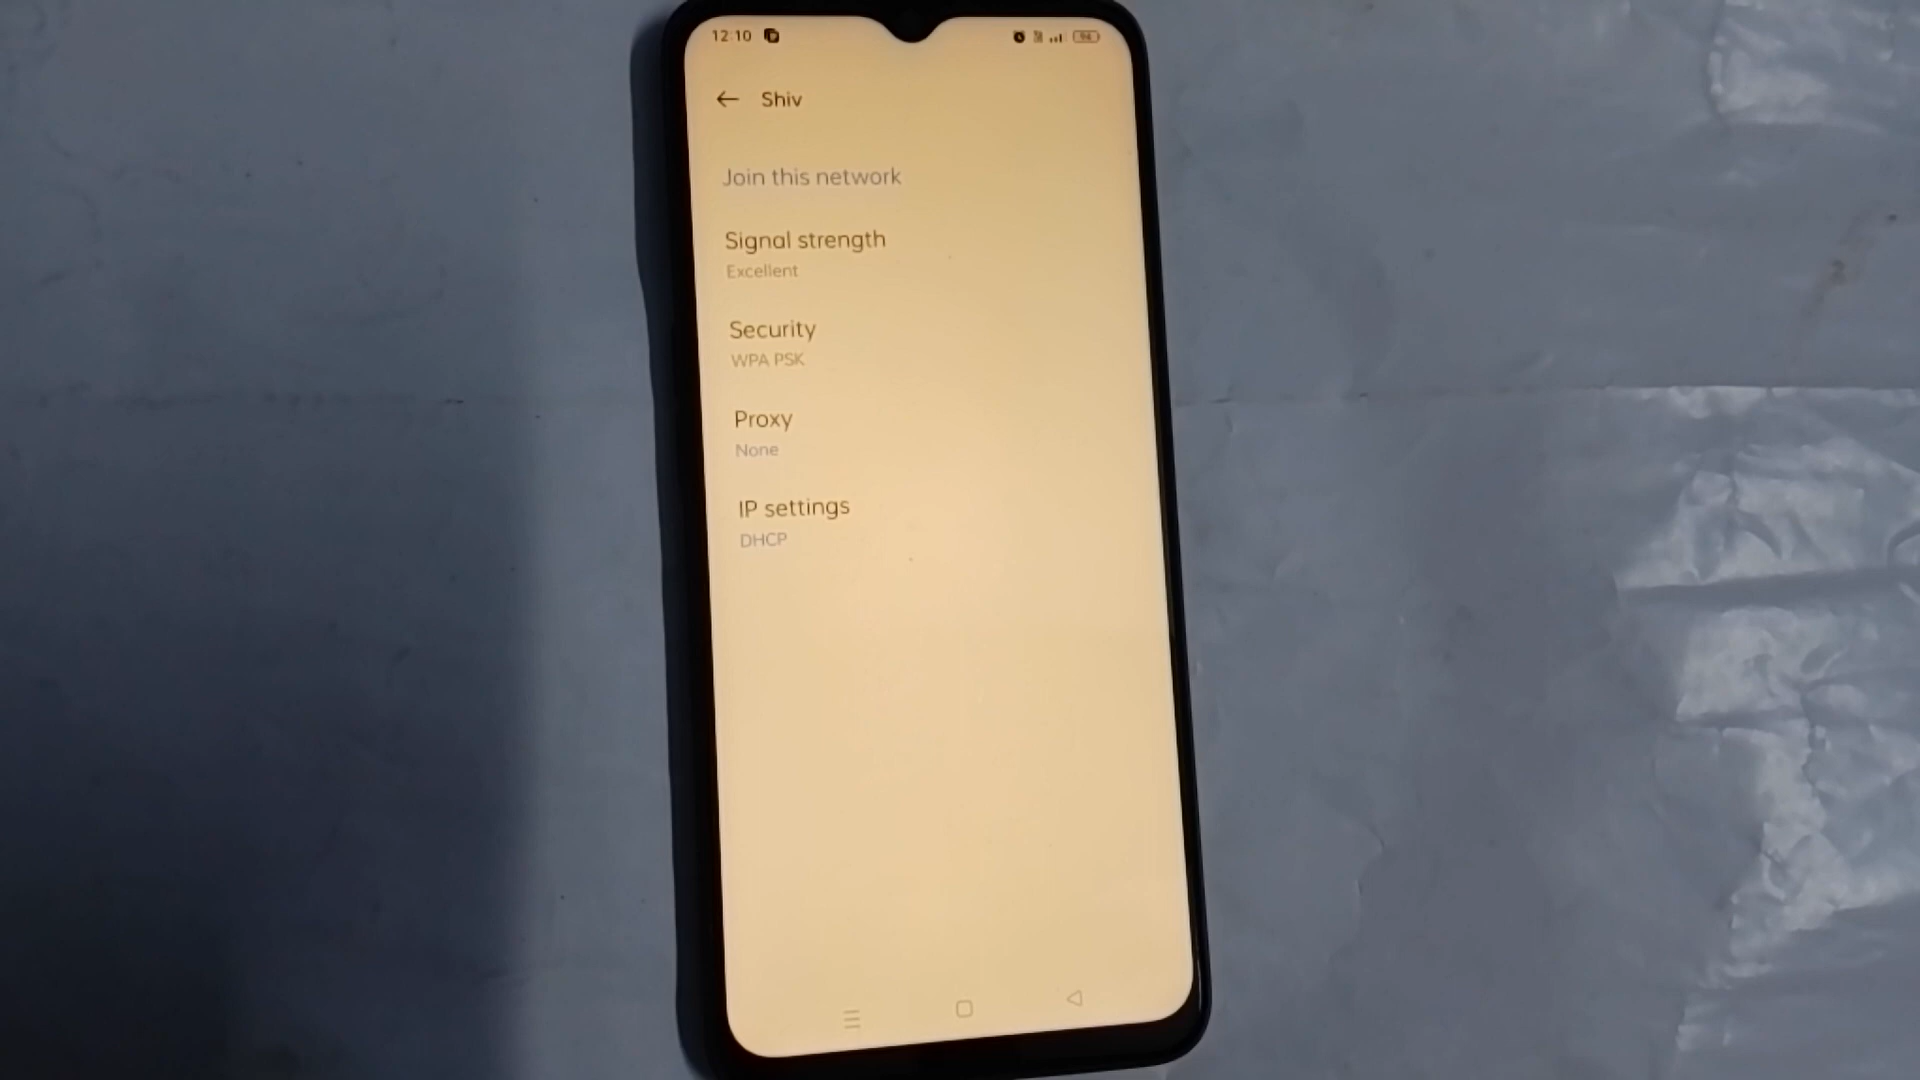 12:10
Shiv
Join this network
Signal strength
Excellent
Security
WPA PSK
Proxy
None
IP settings
DHCP